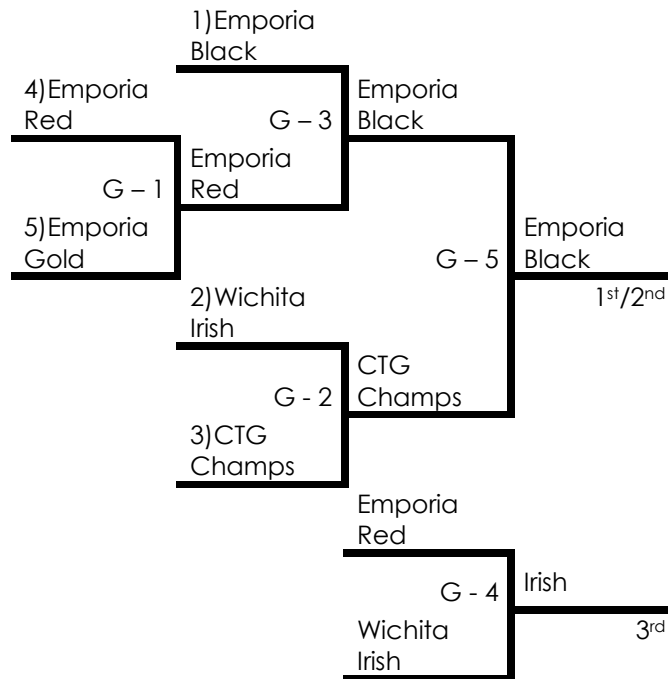 1)Emporia
Black
4)Emporia
Red
G – 3
Emporia
Black
G – 1
Emporia
Red
5)Emporia
Gold
G – 5
Emporia
Black
1st/2nd
2)Wichita
Irish
G - 2
CTG
Champs
3)CTG
Champs
Emporia
Red
G - 4
Irish
3rd
Wichita
Irish